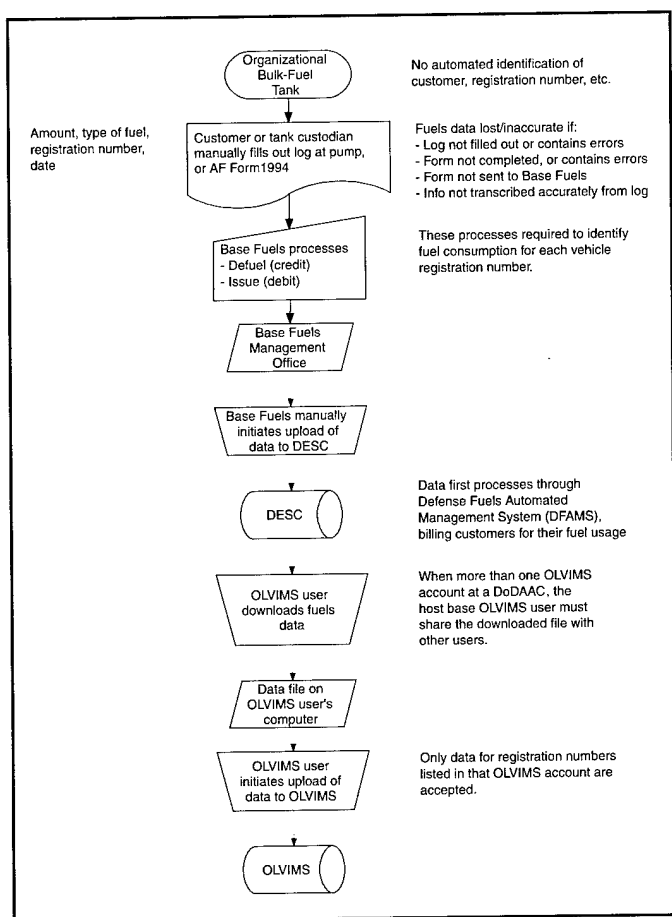 Organizational
Bulk-Fuel
Tank
No automated identification of
customer, registration number, etc.
Amount, type of fuel,
registration number,
date
Customer or tank custodian
manually fills out log at pump,
or AF Form1994
Fuels data lost/inaccurate if:
- Log not filled out or contains errors
- Form not completed, or contains errors
- Form not sent to Base Fuels
- Info not transcribed accurately from log
Base Fuels processes
- Defuel (credit)
- Issue (debit)
These processes required to identify
fuel consumption for each vehicle
registration number.
Base Fuels
Management
Office
Base Fuels manually
initiates upload of
data to DESC
DESC
Data first processes through
Defense Fuels Automated
Management System (DFAMS),
billing customers for their fuel usage
OLVIMS user
downloads fuels
data
When more than one OLVIMS
account at a DoDAAC, the
host base OLVIMS user must
share the downloaded file with
other users.
Data file on
OLVIMS user's
computer
OLVIMS user
initiates upload of
data to OLVIMS
Only data for registration numbers
listed in that OLVIMS account are
accepted.
OLVIMS